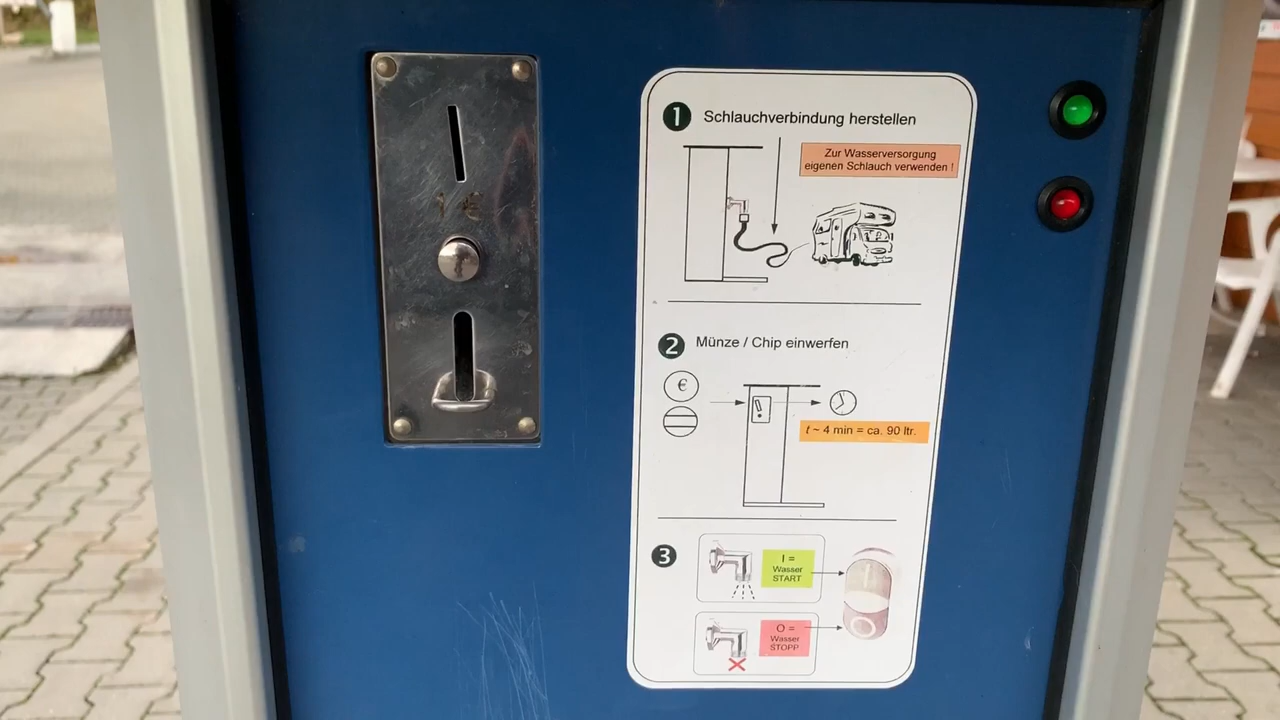 1 €
1 Schlauchverbindung herstellen
Zur Wasserversorgung
eigenen Schlauch verwenden !
2 Münze / Chip einwerfen
€
t ~ 4 min = ca. 90 ltr.
3
I =
Wasser
START
O =
Wasser
STOPP